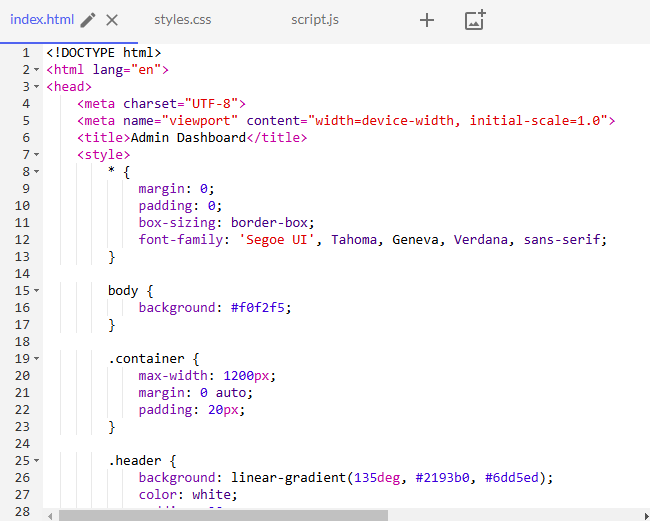 index.html styles.css script.js
1 <!DOCTYPE html>
2 <html lang="en">
3 <head>
4 <meta charset="UTF-8">
5 <meta name="viewport" content="width=device-width, initial-scale=1.0">
6 <title>Admin Dashboard</title>
7 <style>
8 * {
9 margin: 0;
10 padding: 0;
11 box-sizing: border-box;
12 font-family: 'Segoe UI', Tahoma, Geneva, Verdana, sans-serif;
13 }
14
15 body {
16 background: #f0f2f5;
17 }
18
19 .container {
20 max-width: 1200px;
21 margin: 0 auto;
22 padding: 20px;
23 }
24
25 .header {
26 background: linear-gradient(135deg, #2193b0, #6dd5ed);
27 color: white;
28